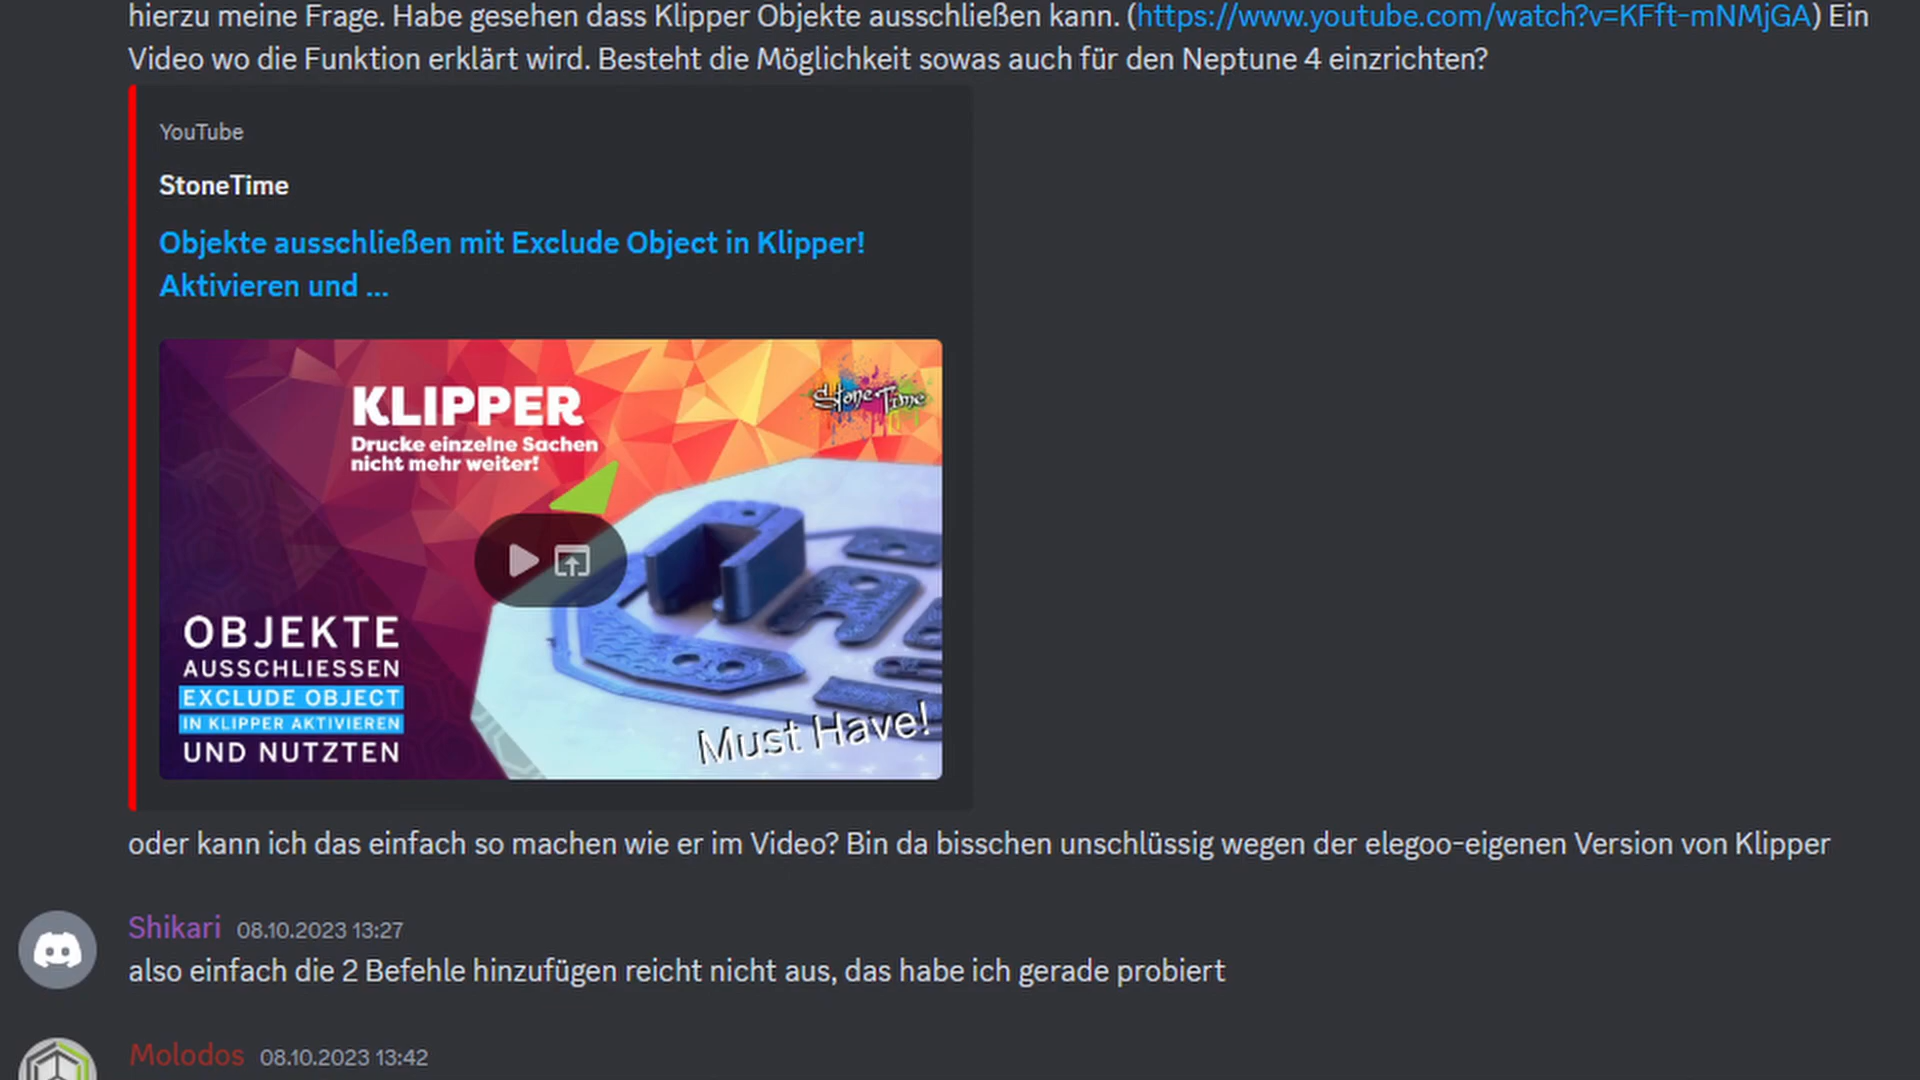 hierzu meine Frage. Habe gesehen dass Klipper Objekte ausschließen kann. (https://www.youtube.com/watch?v=KFft-mNMjGA) Ein
Video wo die Funktion erklärt wird. Besteht die Möglichkeit sowas auch für den Neptune 4 einzrichten?
YouTube
StoneTime
Objekte ausschließen mit Exclude Object in Klipper!
Aktivieren und ...
KLIPPER
Drucke einzelne Sachen
nicht mehr weiter!
StoneTime
OBJEKTE
AUSSCHLIESSEN
EXCLUDE OBJECT
IN KLIPPER AKTIVIEREN
UND NUTZTEN
Must Have!
oder kann ich das einfach so machen wie er im Video? Bin da bisschen unschlüssig wegen der elegoo-eigenen Version von Klipper
Shikari 08.10.2023 13:27
also einfach die 2 Befehle hinzufügen reicht nicht aus, das habe ich gerade probiert
Molodos 08.10.2023 13:42